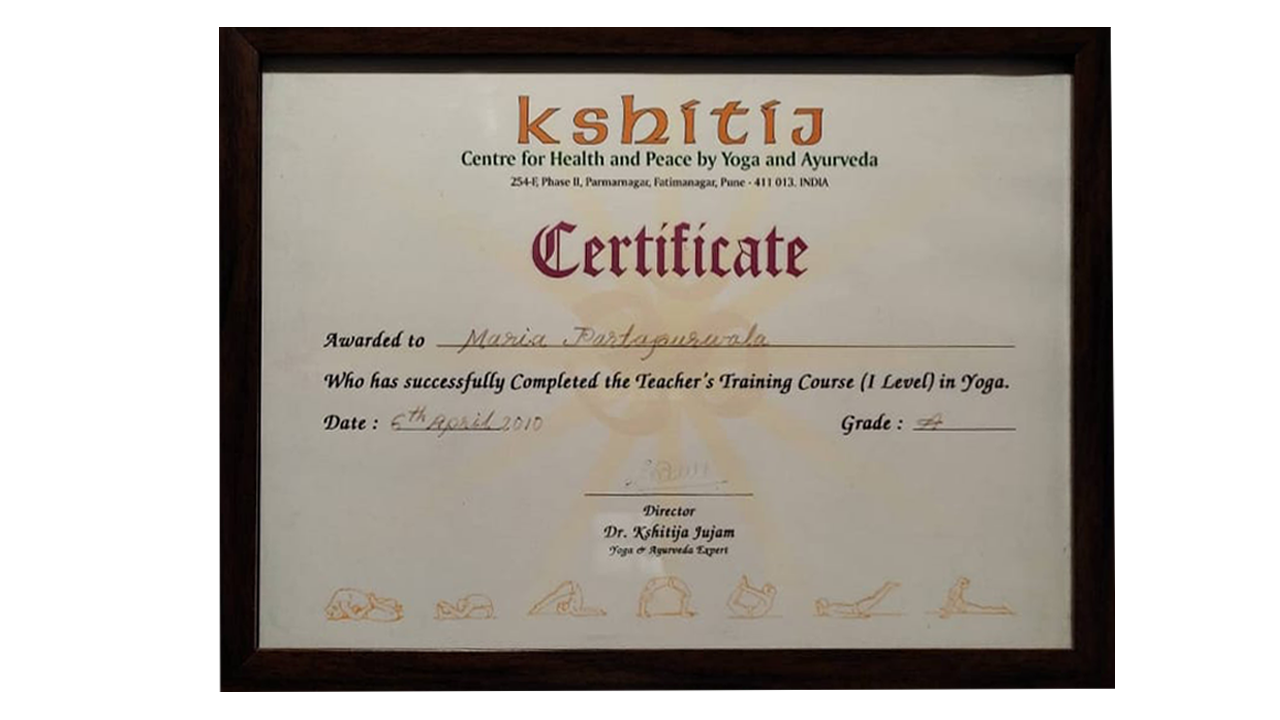 kshitij
Centre for Health and Peace by Yoga and Ayurveda
254-F, Phase II, Parmarnagar, Fatimanagar, Pune - 411 013. INDIA
Certificate
Awarded to Maria Partapurwala
Who has successfully Completed the Teacher's Training Course (I Level) in Yoga.
Date : 6th April 2010 Grade : A
Director
Dr. Kshitija Jujam
Yoga & Ayurveda Expert